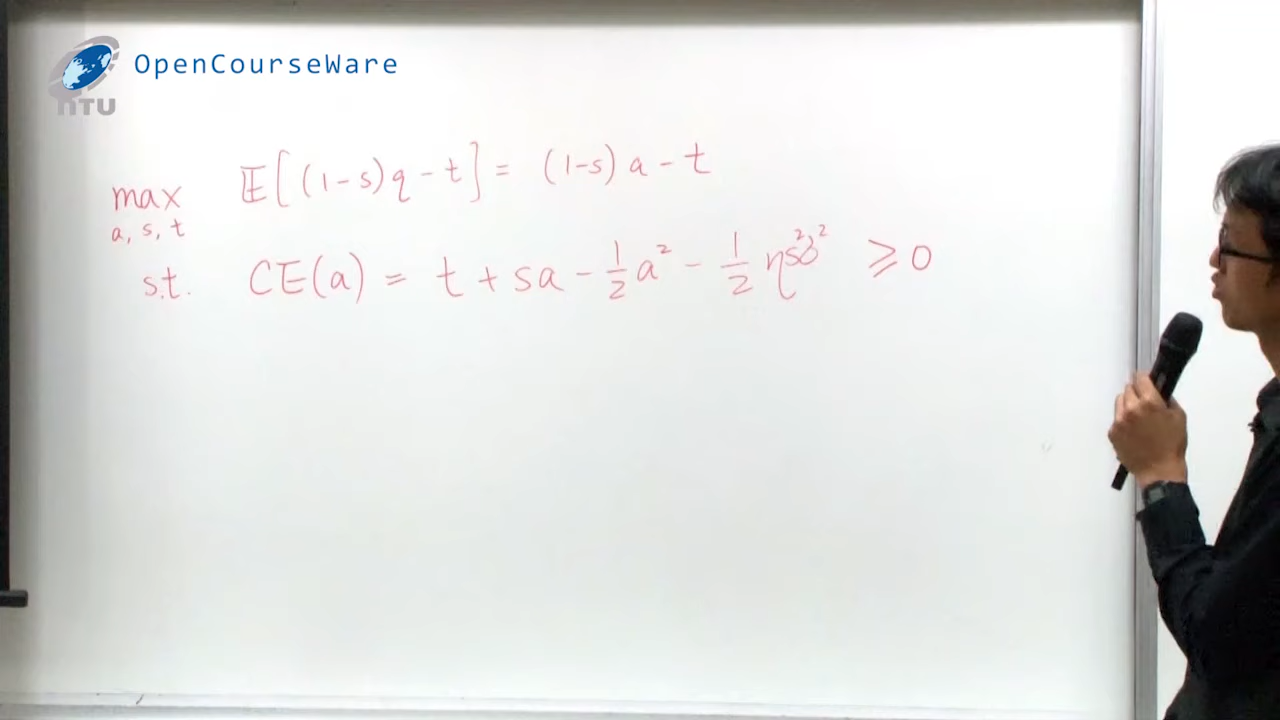 OpenCourseWare
NTU
max E[(1-s)q - t] = (1-s)a - t
a, s, t
s.t. CE(a) = t + sa - 1/2 a² - 1/2 ηs²σ² ≥ 0